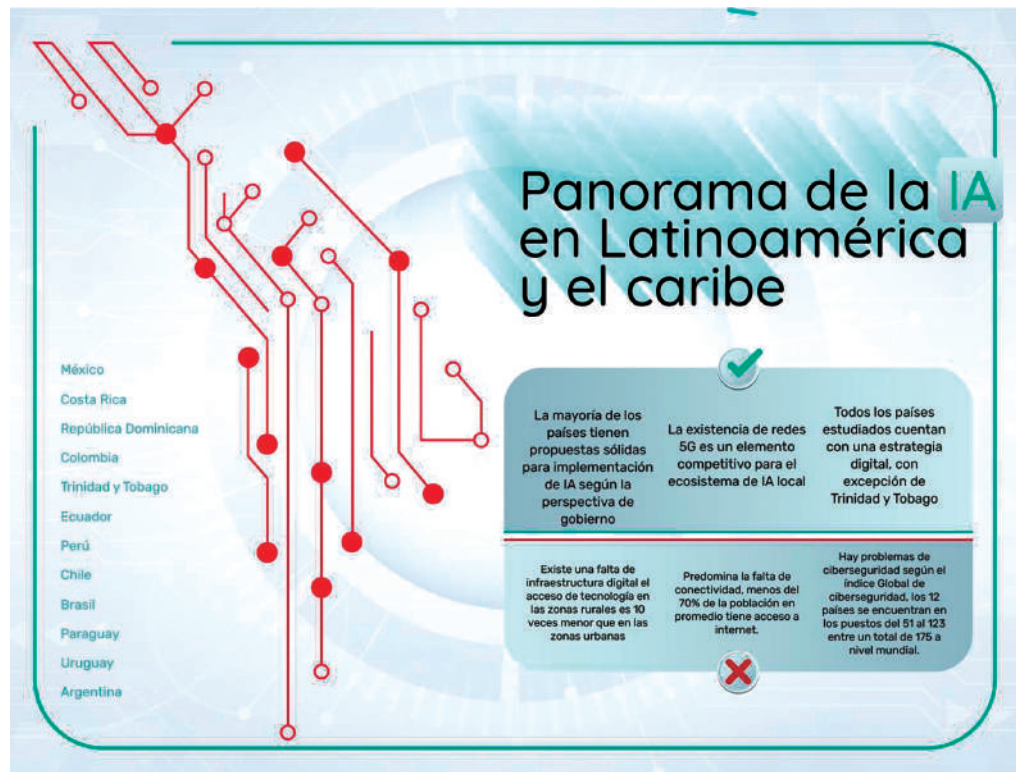 Panorama de la IA
en Latinoamérica
y el caribe
México
Costa Rica
República Dominicana
Colombia
Trinidad y Tobago
Ecuador
Perú
Chile
Brasil
Paraguay
Uruguay
Argentina
La mayoría de los
países tienen
propuestas sólidas
para implementación
de IA según la
perspectiva de
gobierno
La existencia de redes
5G es un elemento
competitivo para el
ecosistema de IA local
Todos los países
estudiados cuentan
con una estrategia
digital, con
excepción de
Trinidad y Tobago
Existe una falta de
infraestructura digital el
acceso de tecnología en
las zonas rurales es 10
veces menor que en las
zonas urbanas
Predomina la falta de
conectividad, menos del
70% de la población en
promedio tiene acceso a
internet.
Hay problemas de
ciberseguridad según el
índice Global de
ciberseguridad, los 12
países se encuentran en
los puestos del 51 al 123
entre un total de 175 a
nivel mundial.